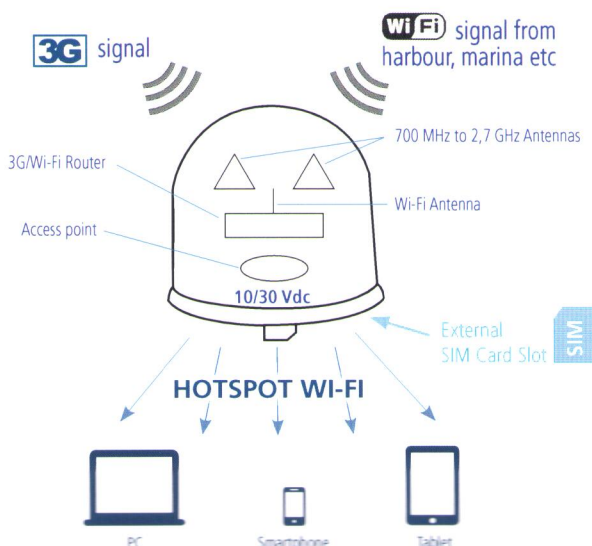 3G signal
WiFi signal from
harbour, marina etc
700 MHz to 2,7 GHz Antennas
3G/Wi-Fi Router
Wi-Fi Antenna
Access point
10/30 Vdc
External
SIM Card Slot
SIM
HOTSPOT WI-FI
PC
Smartphone
Tablet